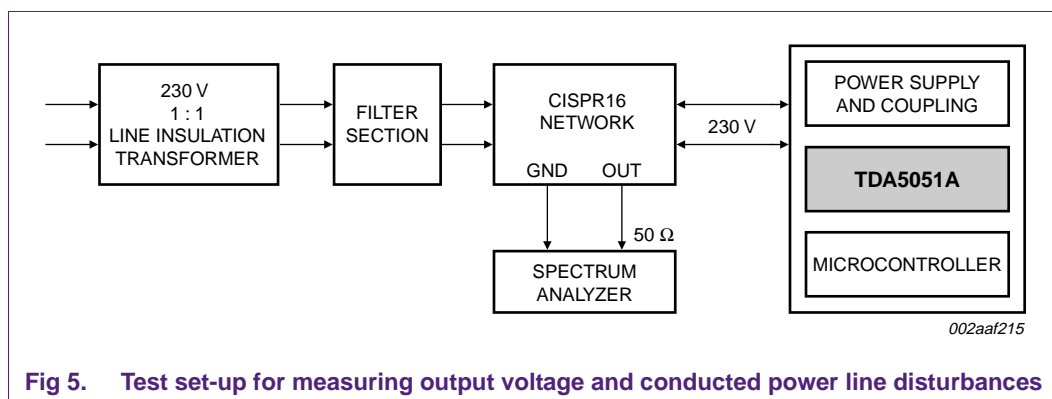 230 V
1 : 1
LINE INSULATION
TRANSFORMER
FILTER
SECTION
CISPR16
NETWORK
GND OUT
50 Ω
SPECTRUM
ANALYZER
230 V
POWER SUPPLY
AND COUPLING
TDA5051A
MICROCONTROLLER
002aaf215
Fig 5. Test set-up for measuring output voltage and conducted power line disturbances